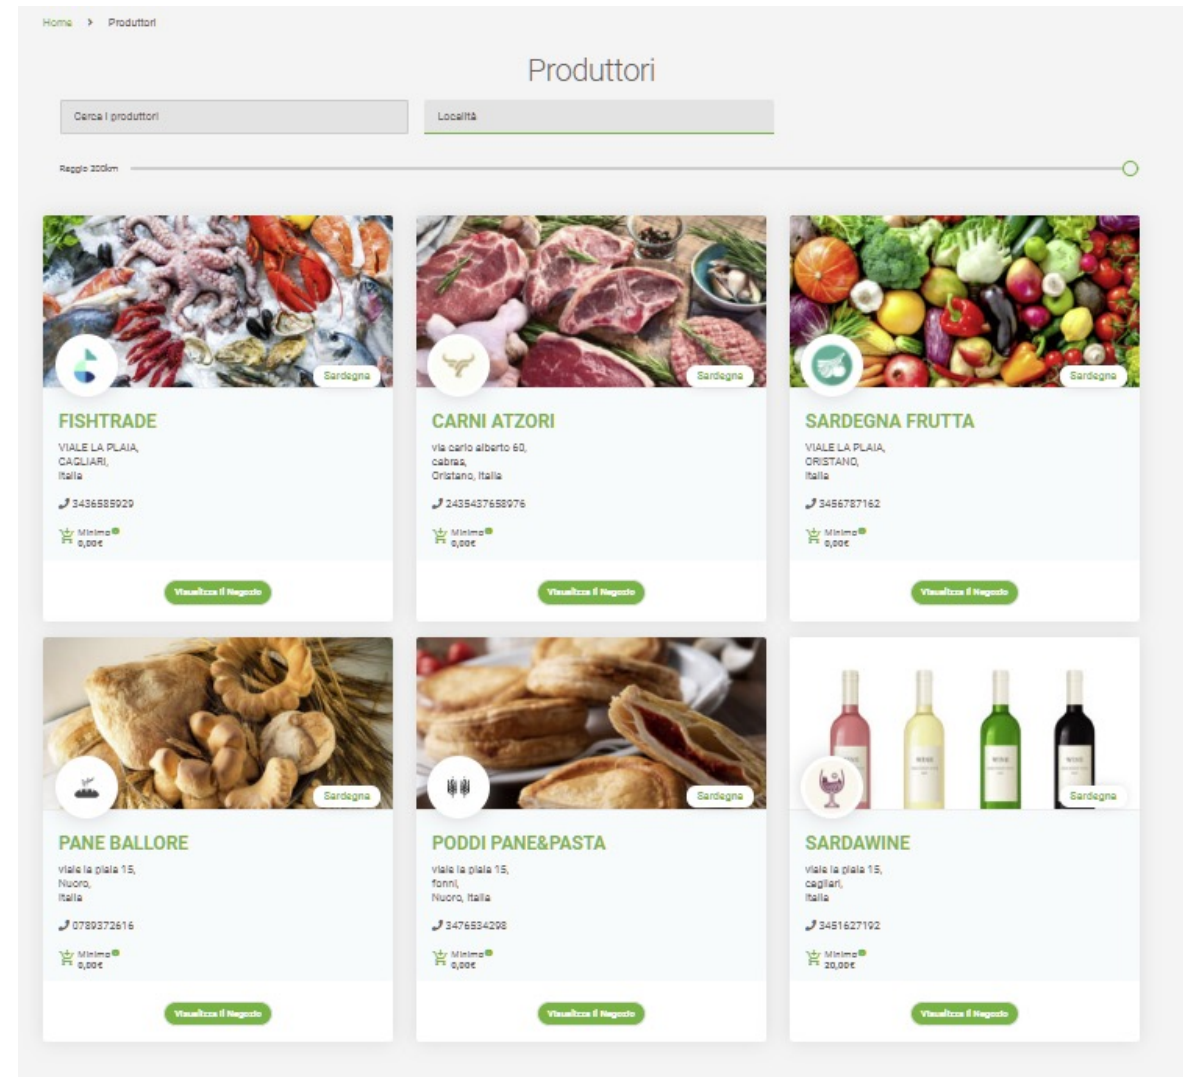 Home > Produttori
Produttori
Cerca i produttori
Località
Raggio 200km
Sardegna
Sardegna
Sardegna
FISHTRADE
VIALE LA PLAIA,
CAGLIARI,
Italia
3436585929
Minimo
0,00€
Visualizza Il Negozio
CARNI ATZORI
via carlo alberto 60,
cabras,
Oristano, Italia
2435437658976
Minimo
0,00€
Visualizza Il Negozio
SARDEGNA FRUTTA
VIALE LA PLAIA,
ORISTANO,
Italia
3456787162
Minimo
0,00€
Visualizza Il Negozio
Sardegna
Sardegna
Sardegna
PANE BALLORE
viale la plaia 15,
Nuoro,
Italia
0789372616
Minimo
0,00€
Visualizza Il Negozio
PODDI PANE&PASTA
viale la plaia 15,
fonni,
Nuoro, Italia
3476534298
Minimo
0,00€
Visualizza Il Negozio
SARDAWINE
viale la plaia 15,
cagliari,
Italia
3451627192
Minimo
20,00€
Visualizza Il Negozio